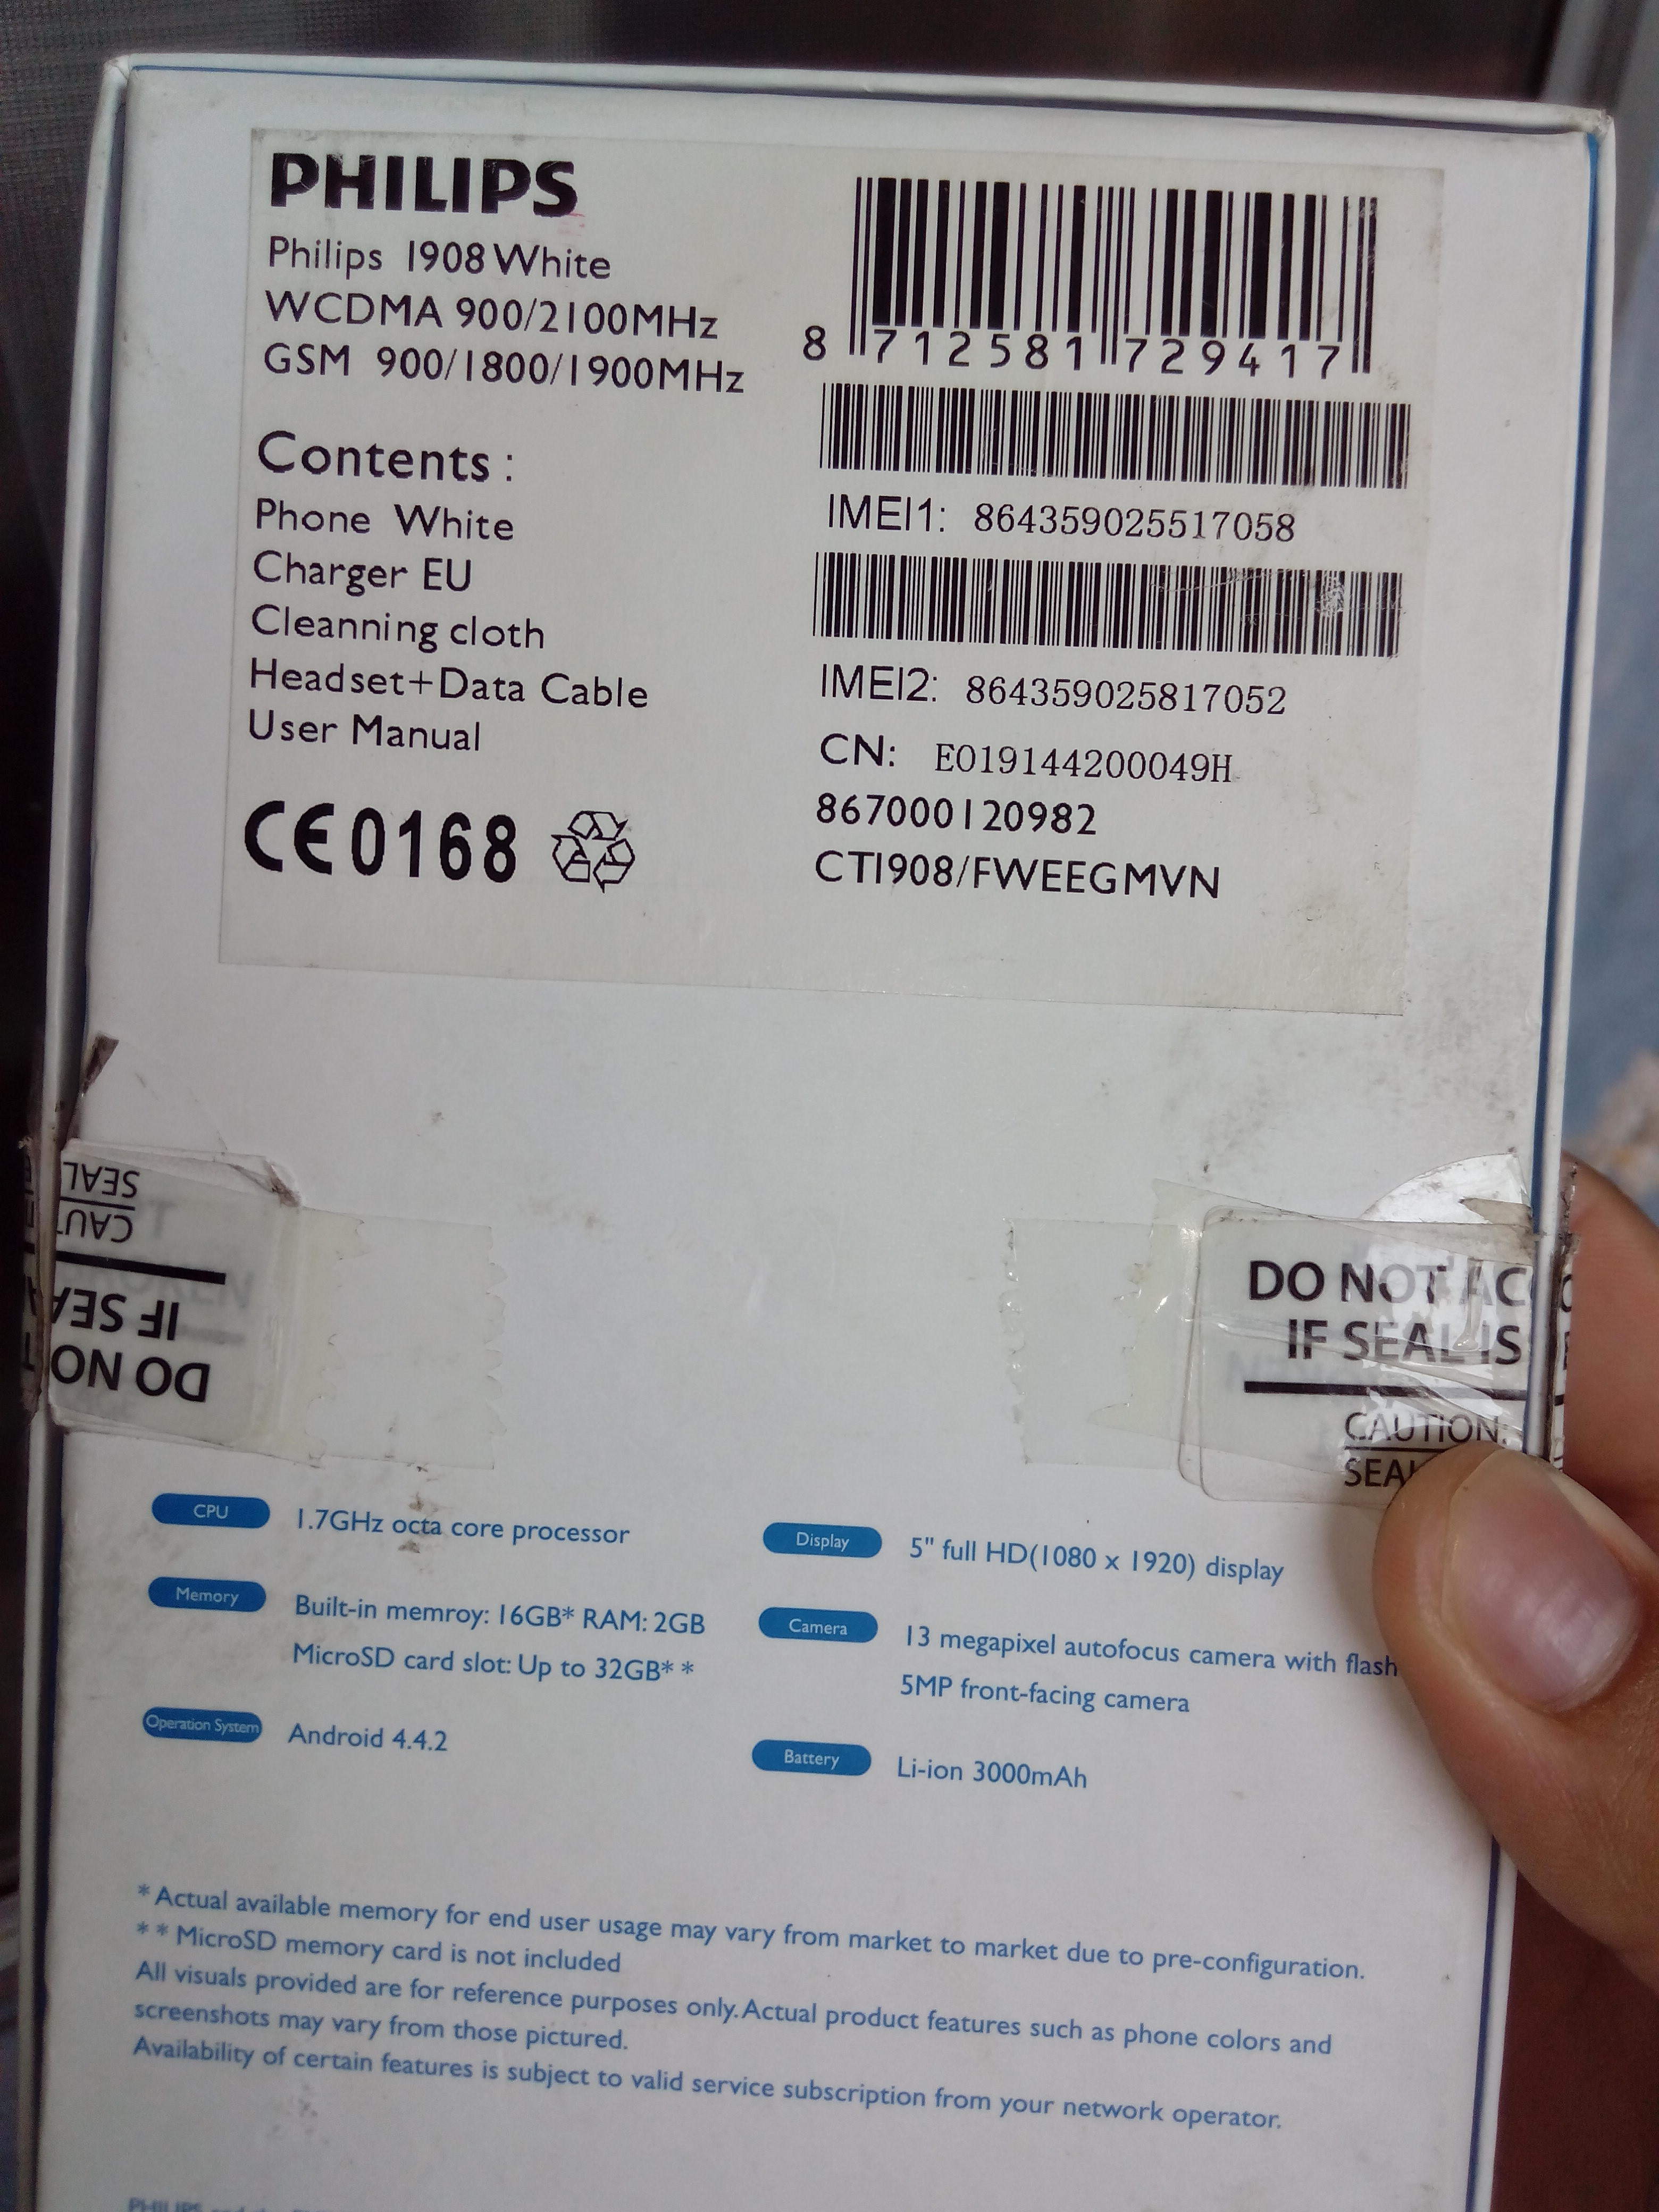 PHILIPS
Philips I908 White
WCDMA 900/2100MHz
GSM 900/1800/1900MHz
Contents :
Phone White
Charger EU
Cleanning cloth
Headset+Data Cable
User Manual
CE0168
8 712581 729417
IMEI1: 864359025517058
IMEI2: 864359025817052
CN: E019144200049H
867000120982
CTI908/FWEEGMVN
SEAL
CAU
IF SEA
DO NO
DO NOT AC
IF SEAL IS
CAUTION:
SEAL
CPU 1.7GHz octa core processor
Memory Built-in memroy: 16GB* RAM: 2GB
MicroSD card slot: Up to 32GB**
Operation System Android 4.4.2
Display 5" full HD(1080 x 1920) display
Camera 13 megapixel autofocus camera with flash
5MP front-facing camera
Battery Li-ion 3000mAh
* Actual available memory for end user usage may vary from market to market due to pre-configuration.
** MicroSD memory card is not included
All visuals provided are for reference purposes only. Actual product features such as phone colors and
screenshots may vary from those pictured.
Availability of certain features is subject to valid service subscription from your network operator.